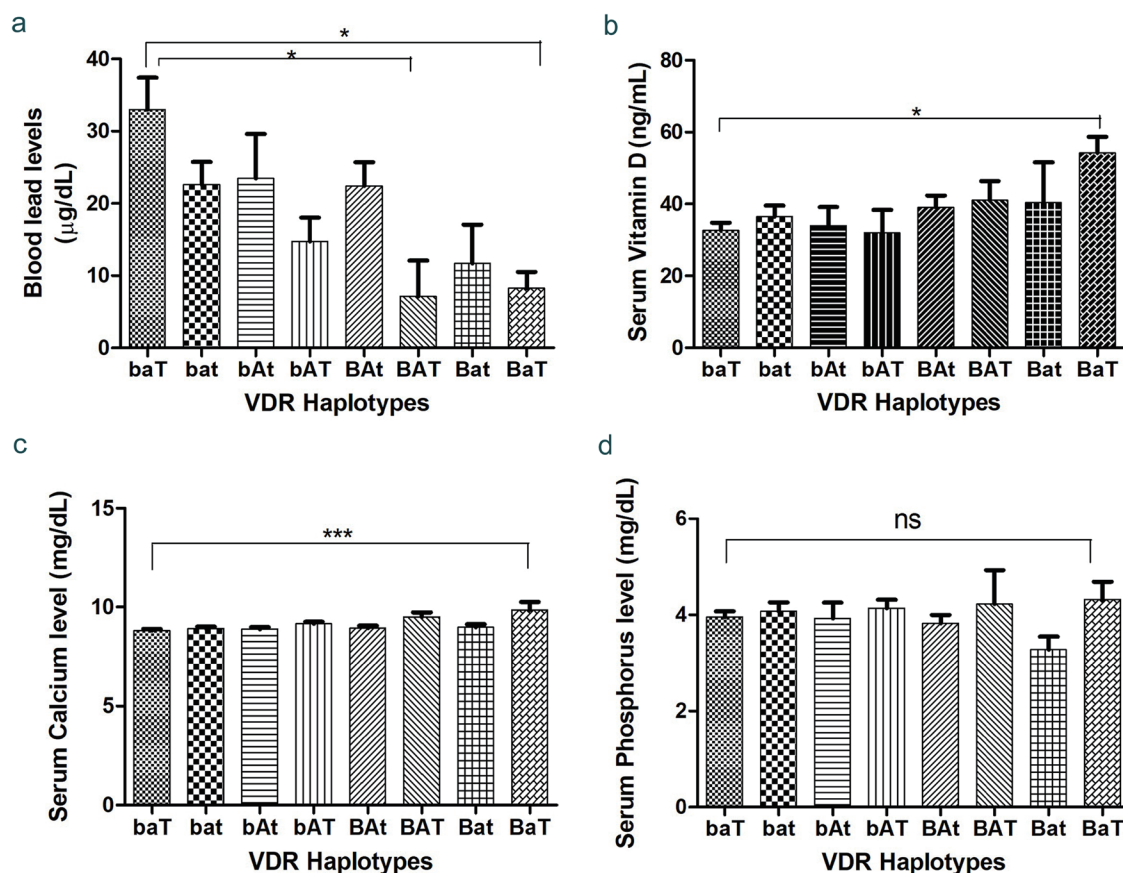 a
*
*
40
30
20
10
0
Blood lead levels
(µg/dL)
baT bat bAt bAT BAt BAT Bat BaT
VDR Haplotypes
b
*
80
60
40
20
0
Serum Vitamin D (ng/mL)
baT bat bAt bAT BAt BAT Bat BaT
VDR Haplotypes
c
***
15
10
5
0
Serum Calcium level (mg/dL)
baT bat bAt bAT BAt BAT Bat BaT
VDR Haplotypes
d
ns
6
4
2
0
Serum Phosphorus level (mg/dL)
baT bat bAt bAT BAt BAT Bat BaT
VDR Haplotypes